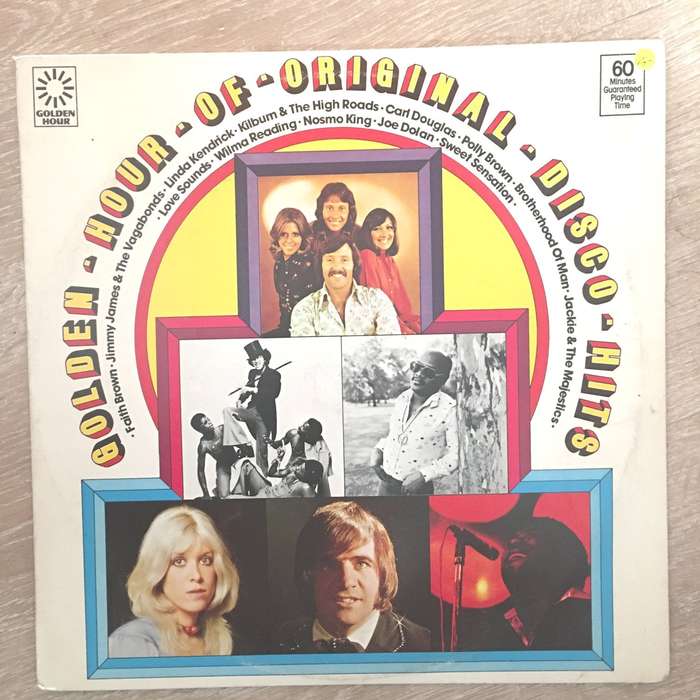 GOLDEN HOUR
60
Minutes
Guaranteed
Playing
Time
GOLDEN - HOUR - OF - ORIGINAL - DISCO - HITS
· Faith Brown · Jimmy James & The Vagabonds · Linda Kendrick · Kilburn & The High Roads · Carl Douglas · Polly Brown · Brotherhood Of Man · Jackie & The Majestics ·
· Love Sounds · Wilma Reading · Nosmo King · Joe Dolan · Sweet Sensation ·